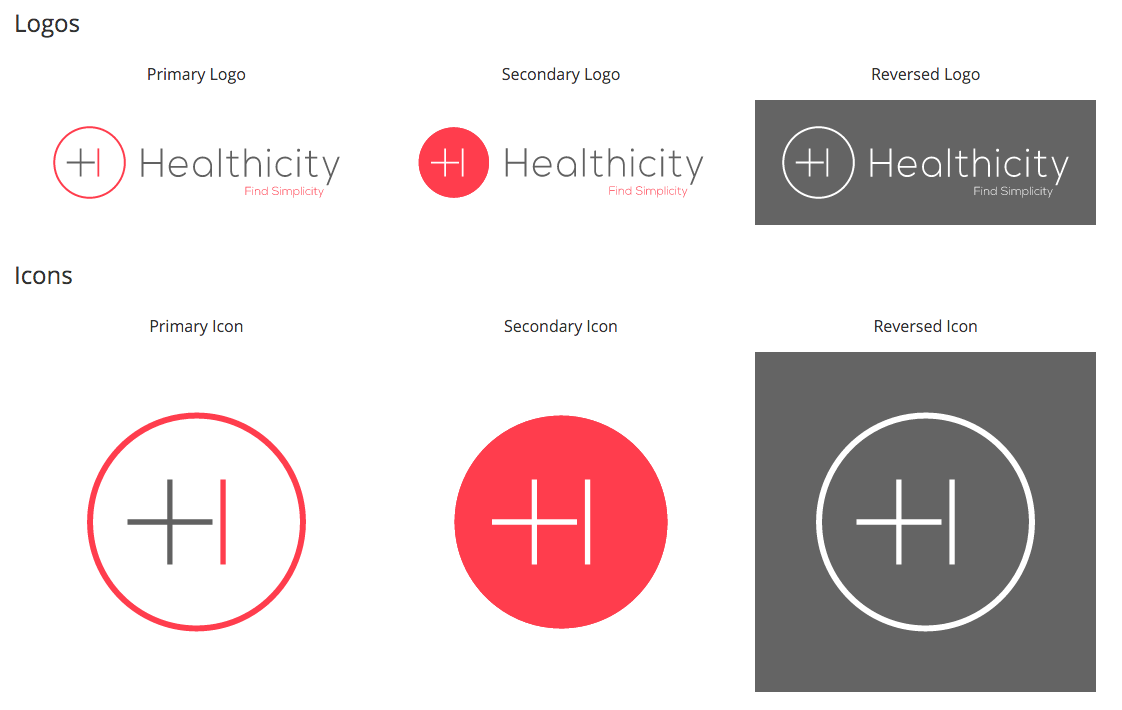 Logos
Primary Logo
Secondary Logo
Reversed Logo
H Healthicity
Find Simplicity
H Healthicity
Find Simplicity
H Healthicity
Find Simplicity
Icons
Primary Icon
Secondary Icon
Reversed Icon
H
H
H